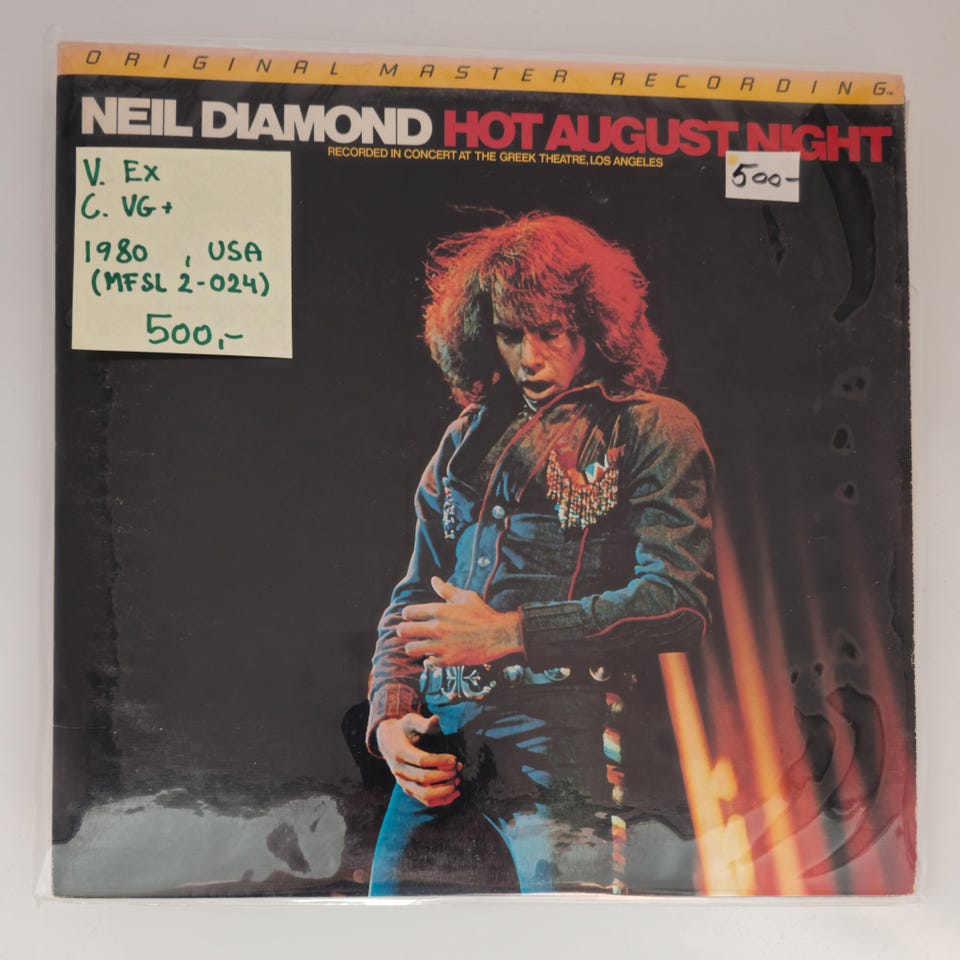 ORIGINAL MASTER RECORDING™
NEIL DIAMOND HOT AUGUST NIGHT
RECORDED IN CONCERT AT THE GREEK THEATRE, LOS ANGELES
V. Ex
C. VG+
1980 , USA
(MFSL 2-024)
500,-
500-